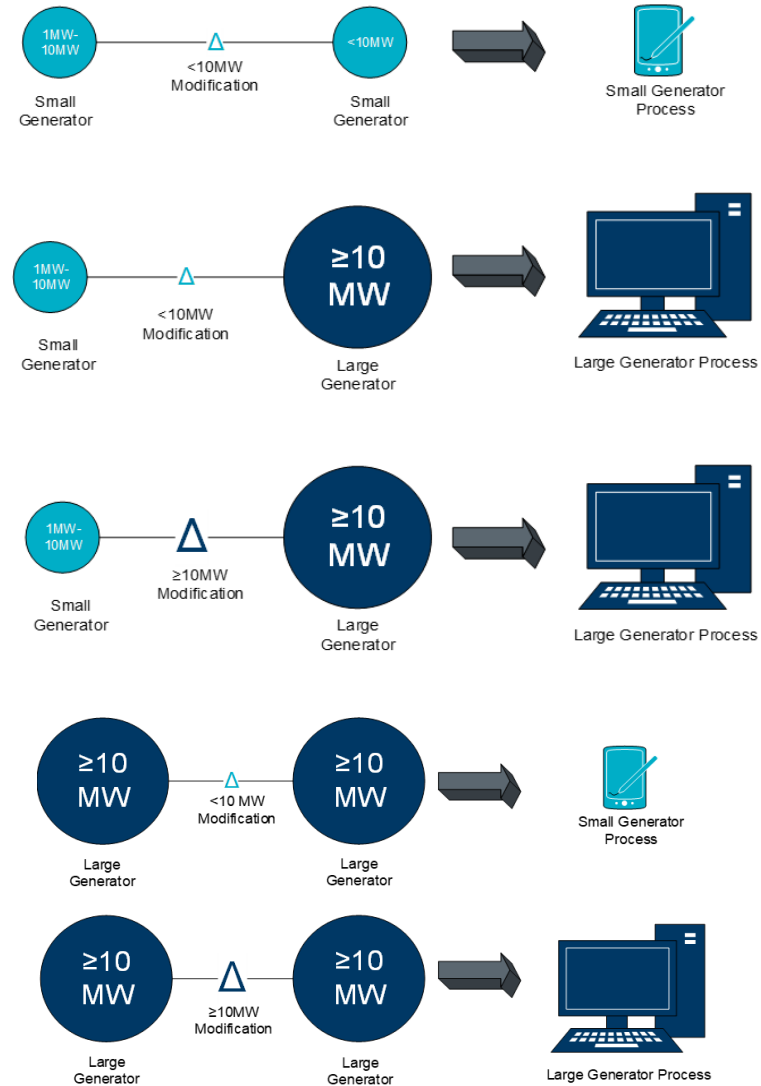 1MW-
10MW
<10MW
Modification
<10MW
Small
Generator
Small
Generator
Small Generator
Process
1MW-
10MW
<10MW
Modification
≥10
MW
Small
Generator
Large
Generator
Large Generator Process
1MW-
10MW
≥10MW
Modification
≥10
MW
Small
Generator
Large
Generator
Large Generator Process
≥10
MW
<10 MW
Modification
≥10
MW
Large
Generator
Large
Generator
Small Generator
Process
≥10
MW
≥10MW
Modification
≥10
MW
Large
Generator
Large
Generator
Large Generator Process